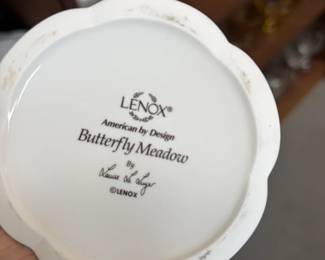 LENOX®
American by Design
Butterfly Meadow
By
©LENOX